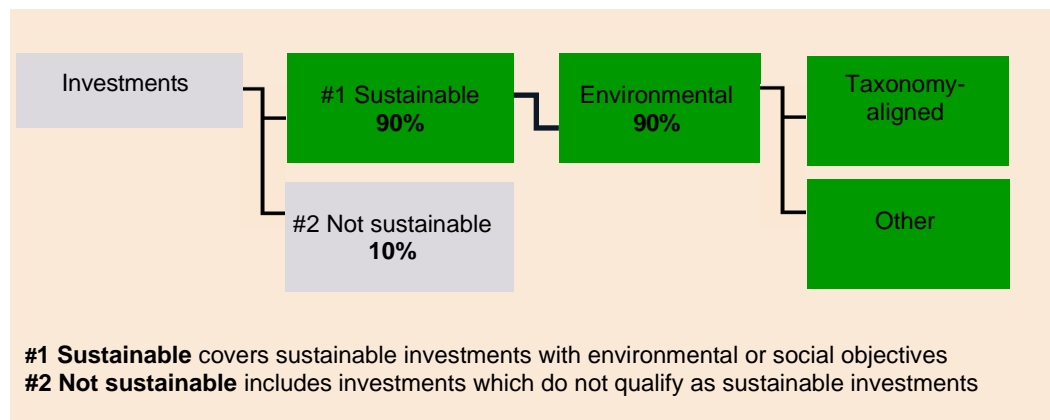 Investments
#1 Sustainable
90%
#2 Not sustainable
10%
Environmental
90%
Taxonomy-
aligned
Other
#1 Sustainable covers sustainable investments with environmental or social objectives
#2 Not sustainable includes investments which do not qualify as sustainable investments